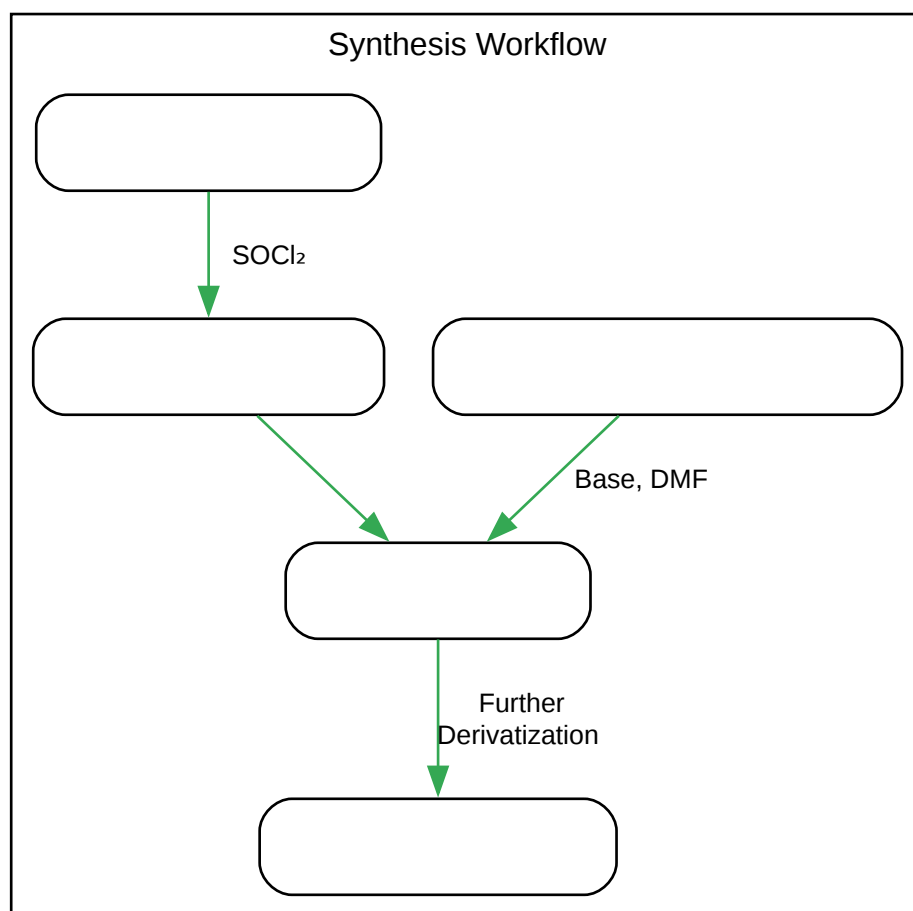 Synthesis Workflow
SOCl₂
Base, DMF
Further
Derivatization